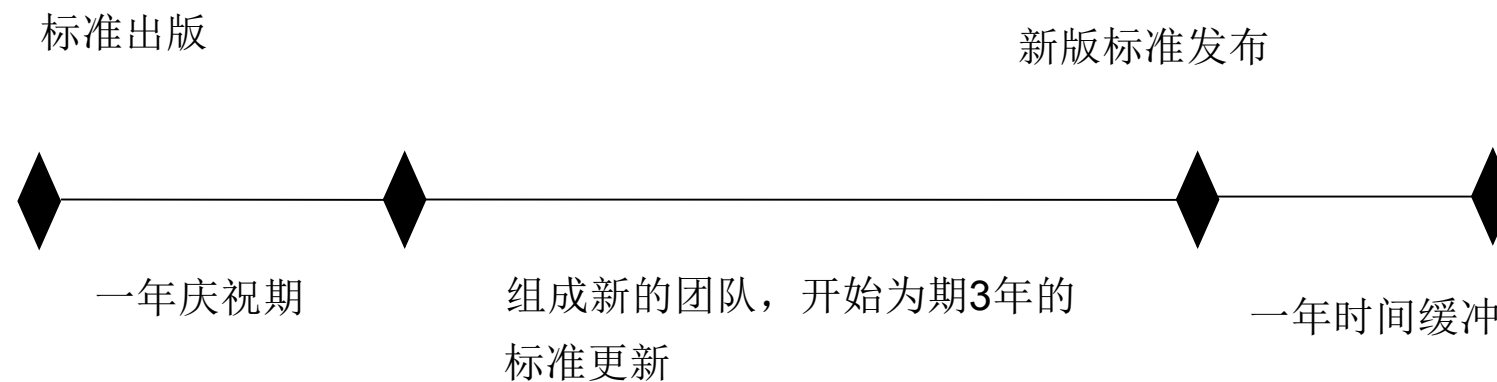 标准出版
新版标准发布
一年庆祝期
组成新的团队，开始为期3年的
标准更新
一年时间缓冲